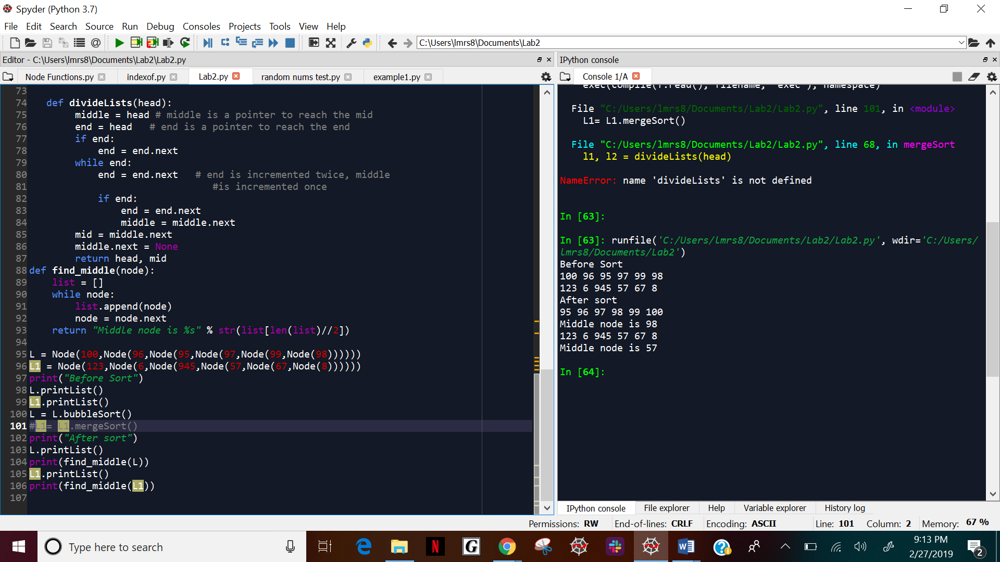 Spyder (Python 3.7)
File Edit Search Source Run Debug Consoles Projects Tools View Help
C:\Users\lmrs8\Documents\Lab2
Editor - C:\Users\lmrs8\Documents\Lab2\Lab2.py
Node Functions.py indexof.py Lab2.py random nums test.py example1.py
73
74 def divideLists(head):
75 middle = head # middle is a pointer to reach the mid
76 end = head # end is a pointer to reach the end
77 if end:
78 end = end.next
79 while end:
80 end = end.next # end is incremented twice, middle
81 #is incremented once
82 if end:
83 end = end.next
84 middle = middle.next
85 mid = middle.next
86 middle.next = None
87 return head, mid
88 def find_middle(node):
89 list = []
90 while node:
91 list.append(node)
92 node = node.next
93 return "Middle node is %s" % str(list[len(list)//2])
94
95 L = Node(100,Node(96,Node(95,Node(97,Node(99,Node(98))))))
96 L1 = Node(123,Node(6,Node(945,Node(57,Node(67,Node(8))))))
97 print("Before Sort")
98 L.printList()
99 L1.printList()
100 L = L.bubbleSort()
101 #L1= L1.mergeSort()
102 print("After sort")
103 L.printList()
104 print(find_middle(L))
105 L1.printList()
106 print(find_middle(L1))
107
IPython console
Console 1/A
exec(compile(f.read(), filename, 'exec'), namespace)
File "C:/Users/lmrs8/Documents/Lab2/Lab2.py", line 101, in <module>
L1= L1.mergeSort()
File "C:/Users/lmrs8/Documents/Lab2/Lab2.py", line 68, in mergeSort
l1, l2 = divideLists(head)
NameError: name 'divideLists' is not defined
In [63]:
In [63]: runfile('C:/Users/lmrs8/Documents/Lab2/Lab2.py', wdir='C:/Users/
lmrs8/Documents/Lab2')
Before Sort
100 96 95 97 99 98
123 6 945 57 67 8
After sort
95 96 97 98 99 100
Middle node is 98
123 6 945 57 67 8
Middle node is 57
In [64]:
IPython console File explorer Help Variable explorer History log
Permissions: RW End-of-lines: CRLF Encoding: ASCII Line: 101 Column: 2 Memory: 67 %
Type here to search
9:13 PM
2/27/2019
2